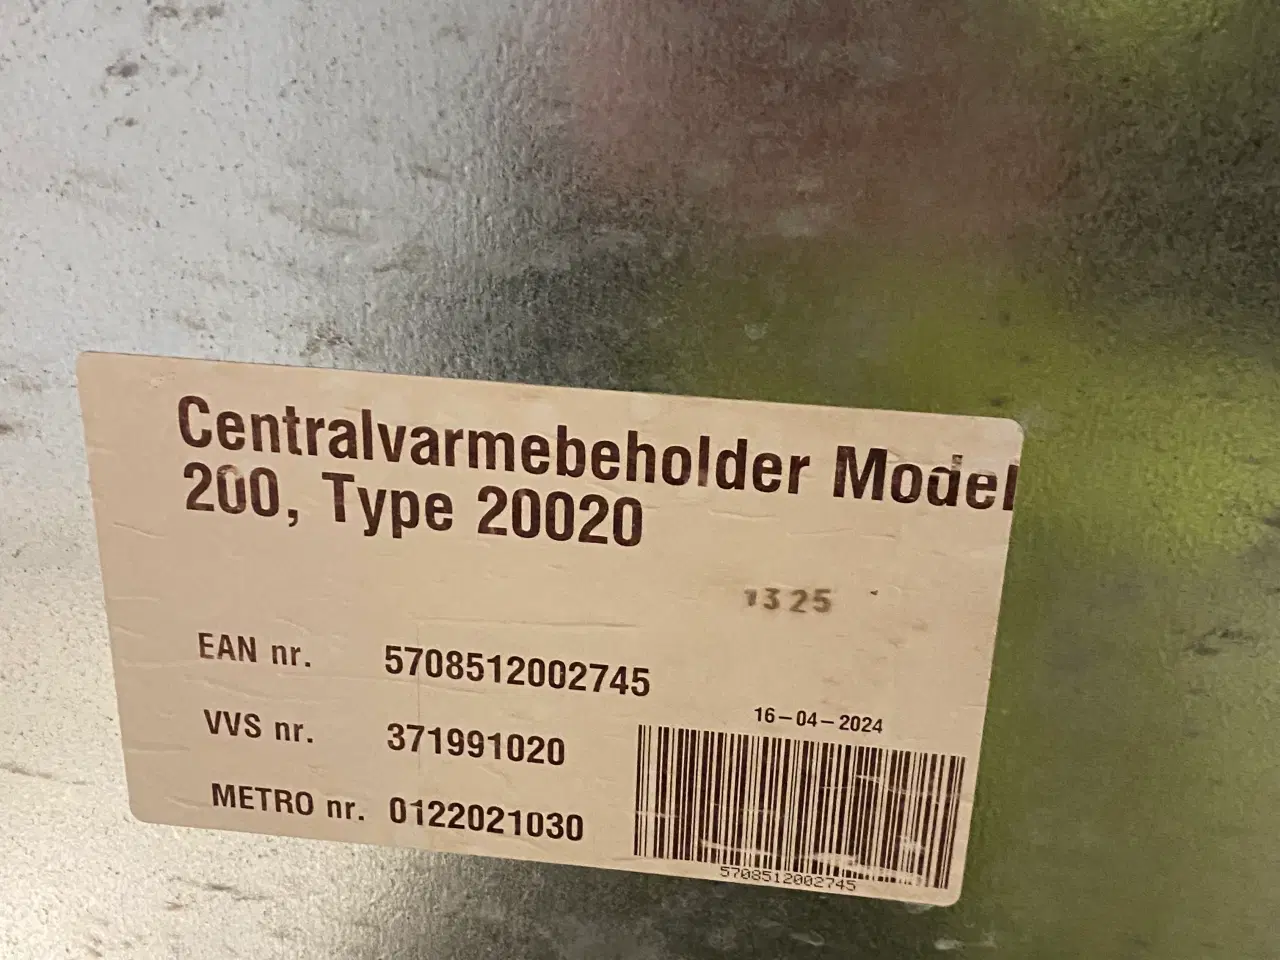 Centralvarmebeholder Model
200, Type 20020
1325
EAN nr. 5708512002745
VVS nr. 371991020
16-04-2024
METRO nr. 0122021030
5708512002745